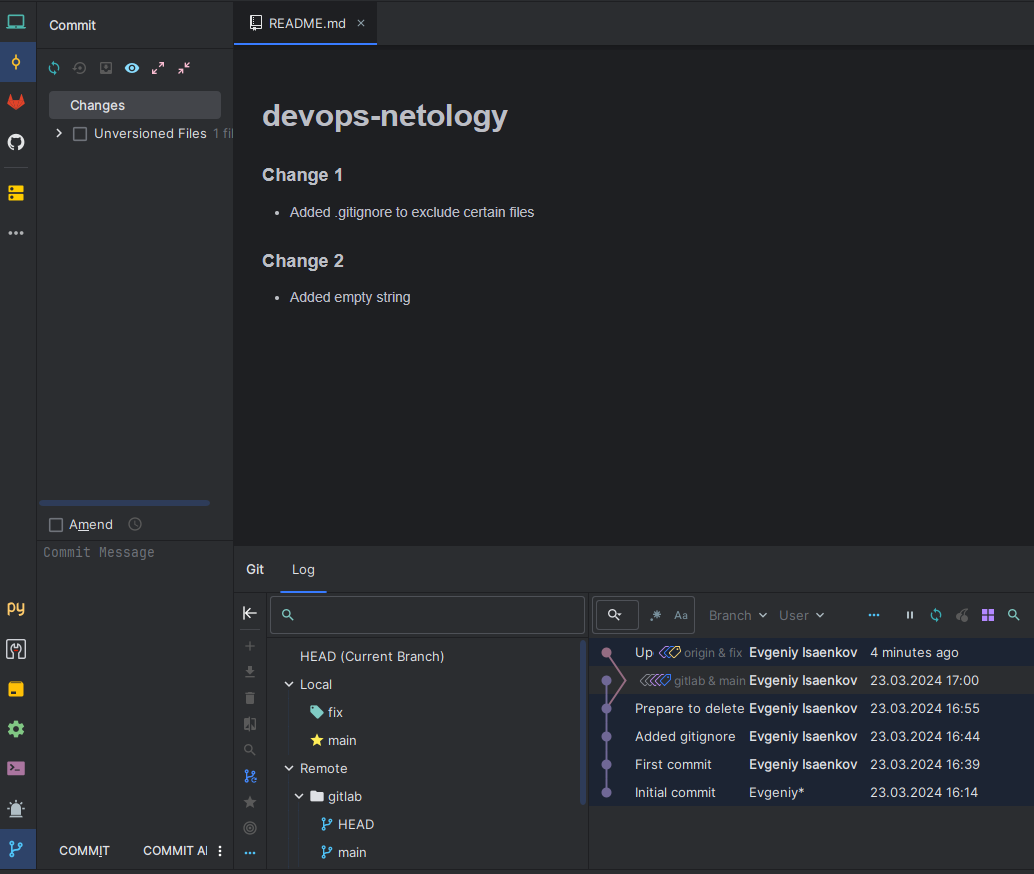 Commit
README.md
Changes
Unversioned Files 1 fil
devops-netology
Change 1
• Added .gitignore to exclude certain files
Change 2
• Added empty string
Amend
Commit Message
COMMIT COMMIT AI
py
Git Log
.* Aa Branch User
HEAD (Current Branch)
Local
fix
main
Remote
gitlab
HEAD
main
Up origin & fix Evgeniy Isaenkov 4 minutes ago
gitlab & main Evgeniy Isaenkov 23.03.2024 17:00
Prepare to delete Evgeniy Isaenkov 23.03.2024 16:55
Added gitignore Evgeniy Isaenkov 23.03.2024 16:44
First commit Evgeniy Isaenkov 23.03.2024 16:39
Initial commit Evgeniy* 23.03.2024 16:14